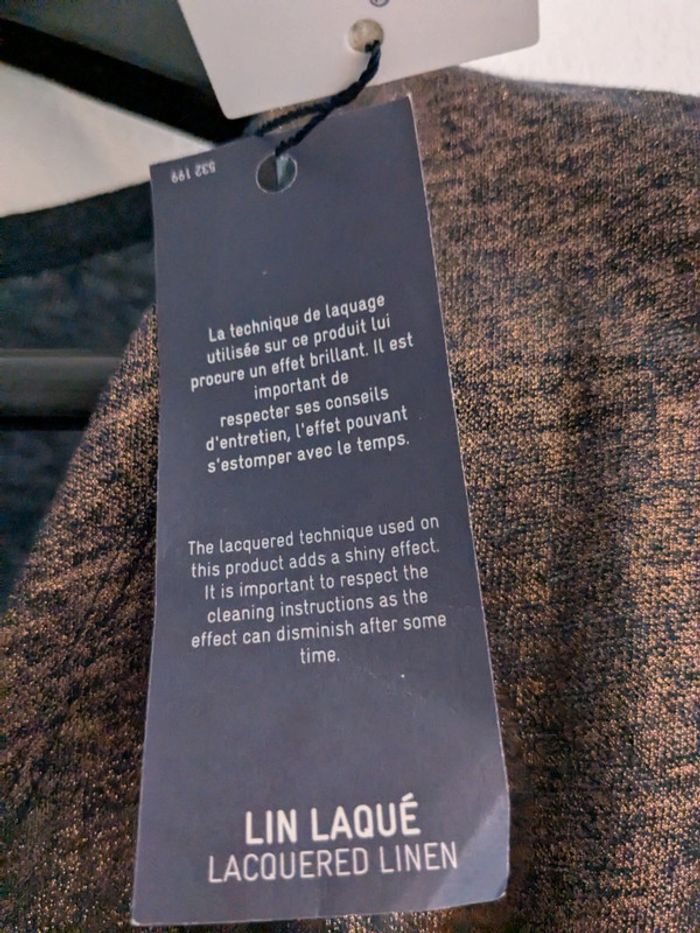 532 199
La technique de laquage
utilisée sur ce produit lui
procure un effet brillant. Il est
important de
respecter ses conseils
d'entretien, l'effet pouvant
s'estomper avec le temps.
The lacquered technique used on
this product adds a shiny effect.
It is important to respect the
cleaning instructions as the
effect can disminish after some
time.
LIN LAQUÉ
LACQUERED LINEN